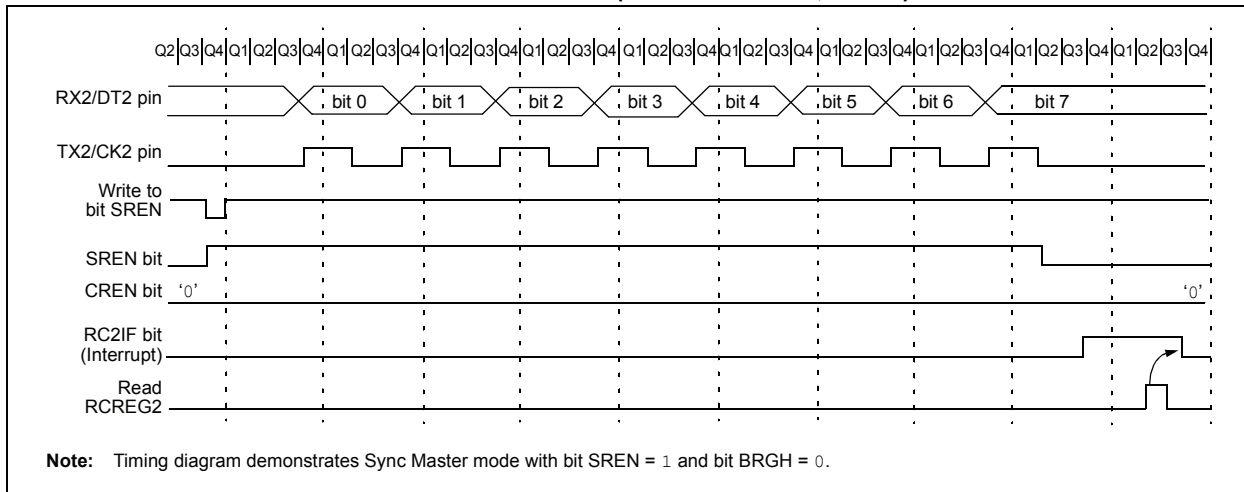 Q2 Q3 Q4 Q1 Q2 Q3 Q4 Q1 Q2 Q3 Q4 Q1 Q2 Q3 Q4 Q1 Q2 Q3 Q4 Q1 Q2 Q3 Q4 Q1 Q2 Q3 Q4 Q1 Q2 Q3 Q4 Q1 Q2 Q3 Q4 Q1 Q2 Q3 Q4 Q1 Q2 Q3 Q4
RX2/DT2 pin bit 0 bit 1 bit 2 bit 3 bit 4 bit 5 bit 6 bit 7
TX2/CK2 pin
Write to
bit SREN
SREN bit
CREN bit ‘0’ ‘0’
RC2IF bit
(Interrupt)
Read
RCREG2
Note: Timing diagram demonstrates Sync Master mode with bit SREN = 1 and bit BRGH = 0.